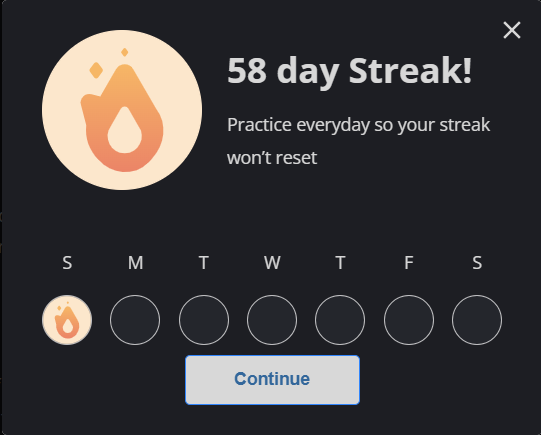 58 day Streak!
Practice everyday so your streak
won’t reset
S M T W T F S
Continue